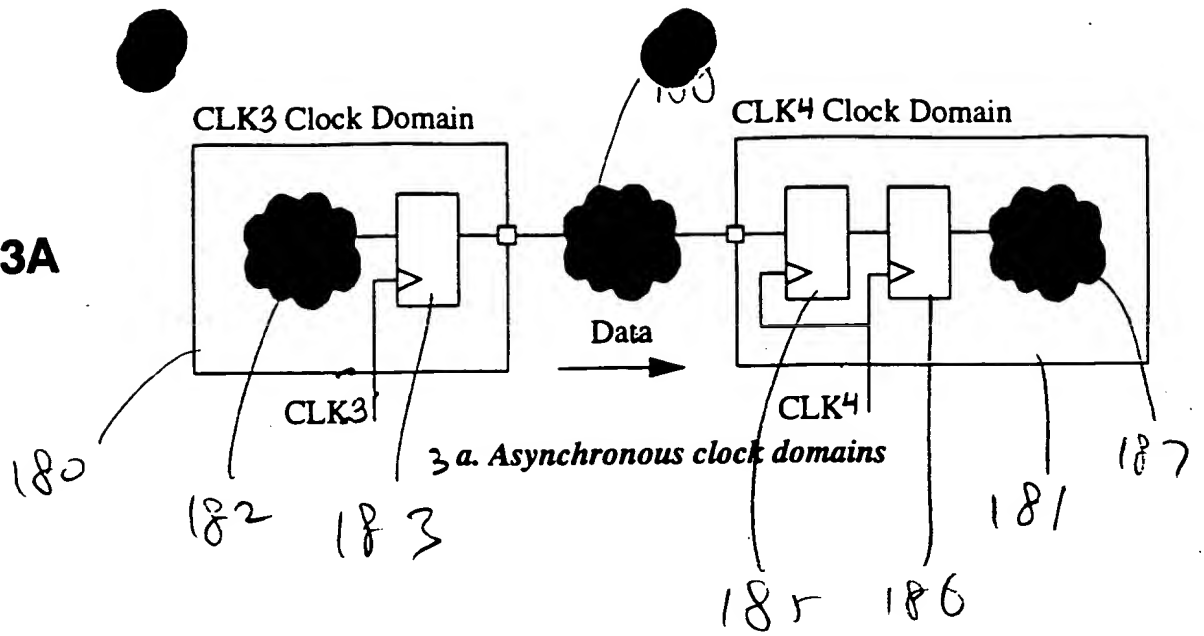 CLK3 Clock Domain
CLK4 Clock Domain
3A
Data
CLK3
CLK4
3a. Asynchronous clock domains
180
182
183
185
186
181
187